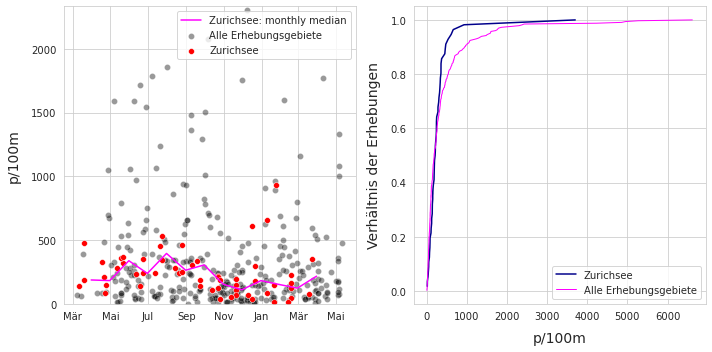 Zurichsee: monthly median
Alle Erhebungsgebiete
Zurichsee
p/100m
2000
1500
1000
500
0
Mär Mai Jul Sep Nov Jan Mär Mai
Verhältnis der Erhebungen
1.0
0.8
0.6
0.4
0.2
0.0
Zurichsee
Alle Erhebungsgebiete
0 1000 2000 3000 4000 5000 6000
p/100m